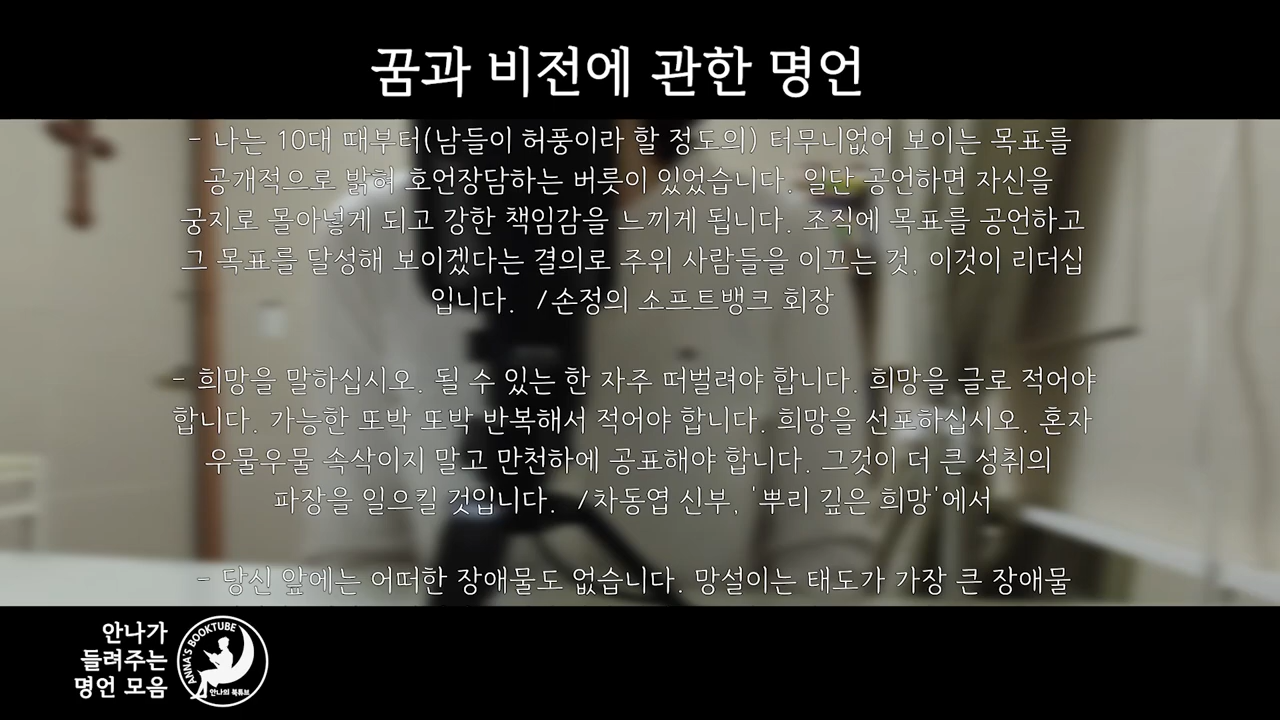 꿈과 비전에 관한 명언
- 나는 10대 때부터(남들이 허풍이라 할 정도의) 터무니없어 보이는 목표를
공개적으로 밝혀 호언장담하는 버릇이 있었습니다. 일단 공언하면 자신을
궁지로 몰아넣게 되고 강한 책임감을 느끼게 됩니다. 조직에 목표를 공언하고
그 목표를 달성해 보이겠다는 결의로 주위 사람들을 이끄는 것, 이것이 리더십
입니다. /손정의 소프트뱅크 회장
- 희망을 말하십시오. 될 수 있는 한 자주 떠벌려야 합니다. 희망을 글로 적어야
합니다. 가능한 또박 또박 반복해서 적어야 합니다. 희망을 선포하십시오. 혼자
우물우물 속삭이지 말고 만천하에 공표해야 합니다. 그것이 더 큰 성취의
파장을 일으킬 것입니다. /차동엽 신부, '뿌리 깊은 희망'에서
- 당신 앞에는 어떠한 장애물도 없습니다. 망설이는 태도가 가장 큰 장애물
안나가
들려주는
명언 모음
ANNA'S BOOKTUBE
안나의 북튜브